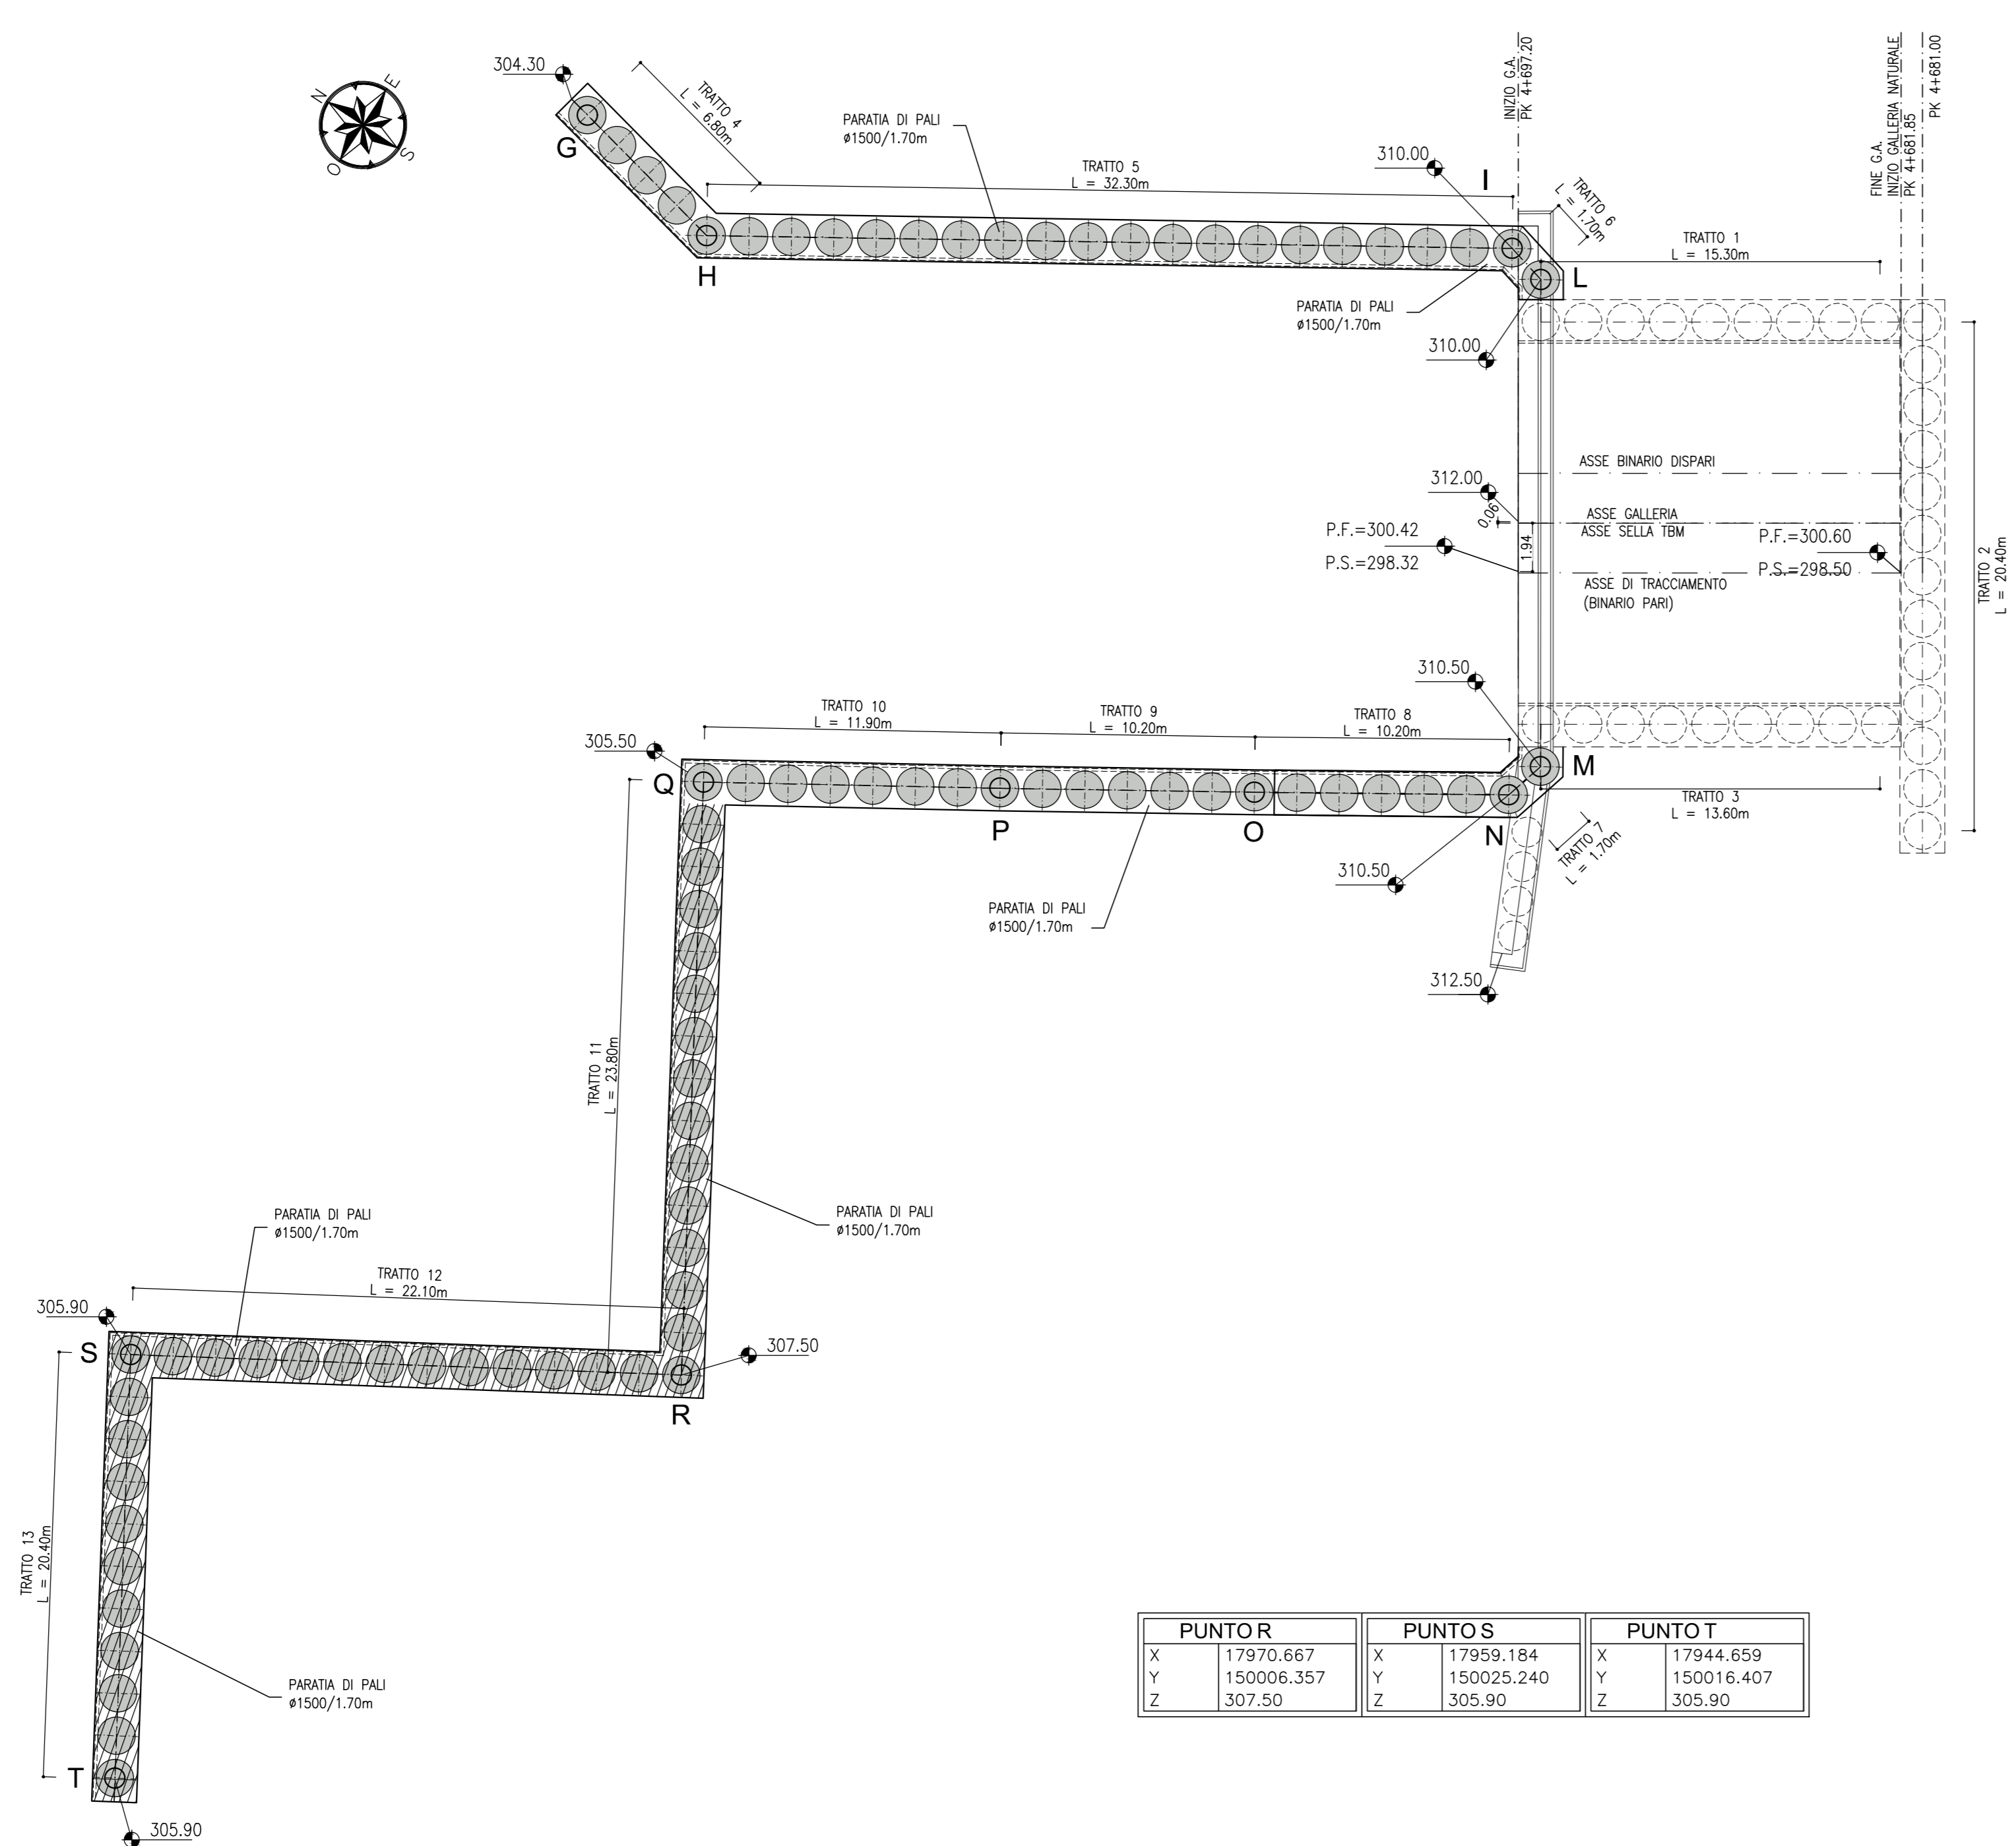 304.30
N
E
S
O
G
TRATTO 4
L = 6.80m
PARATIA DI PALI
ø1500/1.70m
TRATTO 5
L = 32.30m
310.00
I
INIZIO G.A.
PK 4+697.20
TRATTO 6
L = 1.70m
FINE G.A.
INIZIO GALLERIA NATURALE
PK 4+681.85
PK 4+681.00
TRATTO 1
L = 15.30m
H
L
PARATIA DI PALI
ø1500/1.70m
310.00
ASSE BINARIO DISPARI
312.00
0.06
ASSE GALLERIA
ASSE SELLA TBM
P.F.=300.42
P.S.=298.32
1.94
P.F.=300.60
P.S.=298.50
ASSE DI TRACCIAMENTO
(BINARIO PARI)
TRATTO 2
L = 20.40m
310.50
TRATTO 10
L = 11.90m
TRATTO 9
L = 10.20m
TRATTO 8
L = 10.20m
305.50
Q
M
P
O
N
TRATTO 3
L = 13.60m
TRATTO 7
L = 1.70m
310.50
PARATIA DI PALI
ø1500/1.70m
312.50
TRATTO 11
L = 23.80m
PARATIA DI PALI
ø1500/1.70m
PARATIA DI PALI
ø1500/1.70m
TRATTO 12
L = 22.10m
305.90
S
307.50
R
TRATTO 13
L = 20.40m
PARATIA DI PALI
ø1500/1.70m
T
305.90
PUNTO R
X 17970.667
Y 150006.357
Z 307.50
PUNTO S
X 17959.184
Y 150025.240
Z 305.90
PUNTO T
X 17944.659
Y 150016.407
Z 305.90